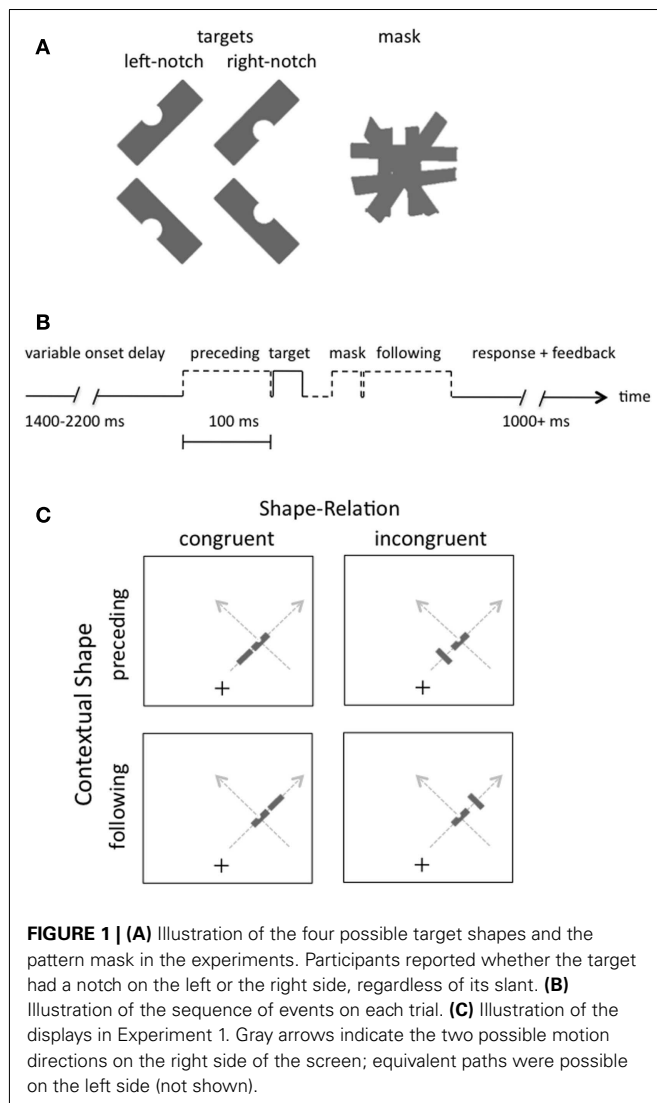 A
targets
mask
left-notch right-notch
B
variable onset delay preceding target mask following response + feedback
time
1400-2200 ms 100 ms 1000+ ms
C
Shape-Relation
congruent incongruent
Contextual Shape
preceding
+ +
following
+ +
FIGURE 1 | (A) Illustration of the four possible target shapes and the
pattern mask in the experiments. Participants reported whether the target
had a notch on the left or the right side, regardless of its slant. (B)
Illustration of the sequence of events on each trial. (C) Illustration of the
displays in Experiment 1. Gray arrows indicate the two possible motion
directions on the right side of the screen; equivalent paths were possible
on the left side (not shown).